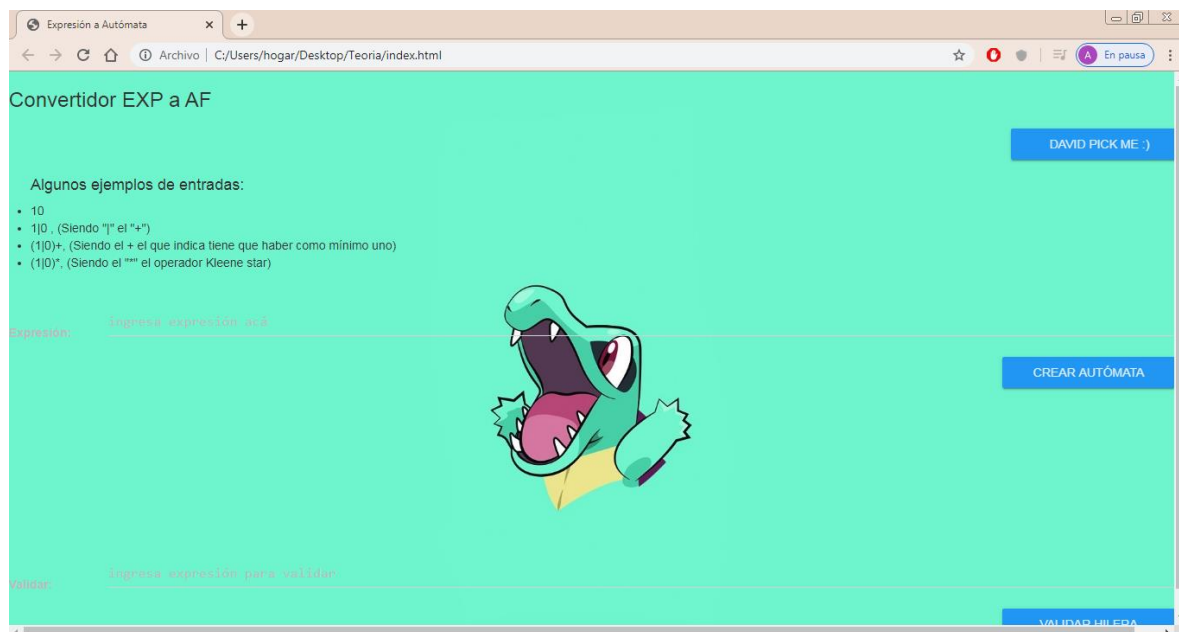 Expresión a Autómata
Archivo | C:/Users/hogar/Desktop/Teoria/index.html
A En pausa
Convertidor EXP a AF
DAVID PICK ME :)
Algunos ejemplos de entradas:
• 10
• 1|0 , (Siendo "|" el "+")
• (1|0)+, (Siendo el + el que indica tiene que haber como mínimo uno)
• (1|0)*, (Siendo el "*" el operador Kleene star)
ingresa expresión acá
Expresión:
CREAR AUTÓMATA
ingresa expresión para validar
Validar:
VALIDAR HILERA